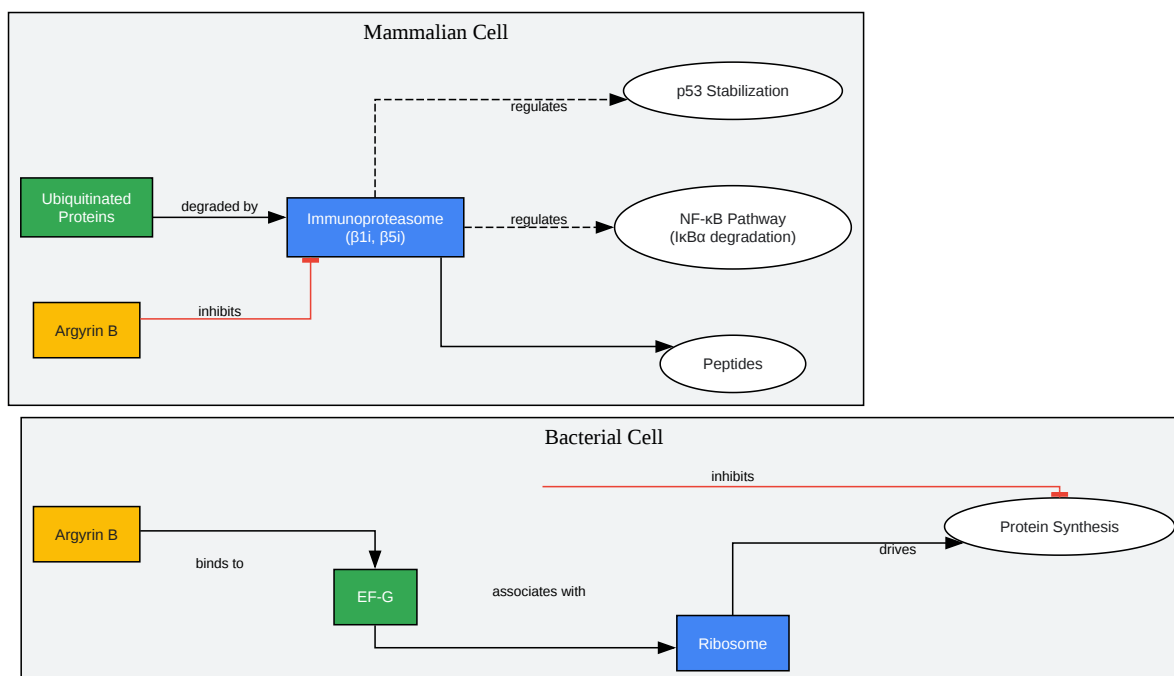 Mammalian Cell
p53 Stabilization
regulates
Ubiquitinated
Proteins
degraded by
Immunoproteasome
(β1i, β5i)
regulates
NF-κB Pathway
(IκBα degradation)
Argyrin B
inhibits
Peptides
Bacterial Cell
inhibits
Argyrin B
Protein Synthesis
binds to
drives
EF-G
associates with
Ribosome